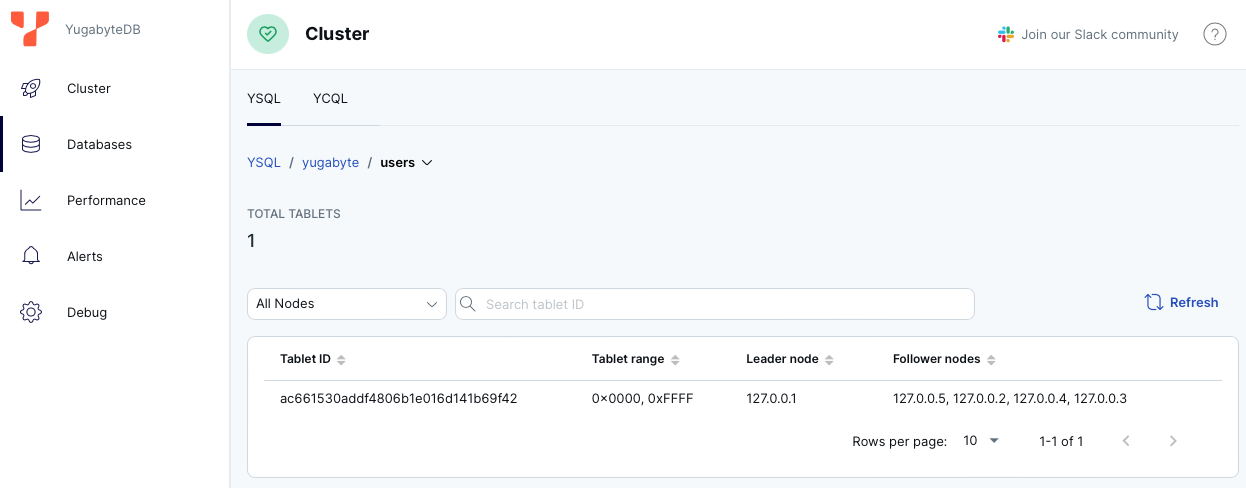 YugabyteDB
Cluster
Databases
Performance
Alerts
Debug
Cluster
Join our Slack community
?
YSQL YCQL
YSQL / yugabyte / users
TOTAL TABLETS
1
All Nodes
Search tablet ID
Refresh
Tablet ID Tablet range Leader node Follower nodes
ac661530addf4806b1e016d141b69f42 0x0000, 0xFFFF 127.0.0.1 127.0.0.5, 127.0.0.2, 127.0.0.4, 127.0.0.3
Rows per page: 10 1-1 of 1